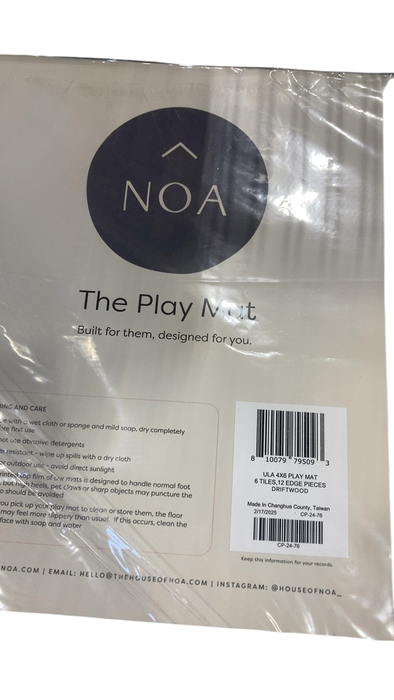 NOA
The Play Mat
Built for them, designed for you.
AND CARE
with a wet cloth or sponge and mild soap, dry completely
first use
not use abrasive detergents
resistant - wipe up spills with a dry cloth
outdoor use - avoid direct sunlight
top film of our mats is designed to handle normal foot
but high heels, pet claws or sharp objects may puncture the
should be avoided
you pick up your play mat to clean or store them, the floor
may feel more slippery than usual. If this occurs, clean the
face with soap and water
8 10079 79509 3
ULA 4X6 PLAY MAT
6 TILES,12 EDGE PIECES
DRIFTWOOD
Made In Changhua County, Taiwan
2/17/2025 CP-24-76
CP-24-76
Keep this information for your records.
NOA.COM | EMAIL: HELLO@THEHOUSEOFNOA.COM | INSTAGRAM: @HOUSEOFNOA_